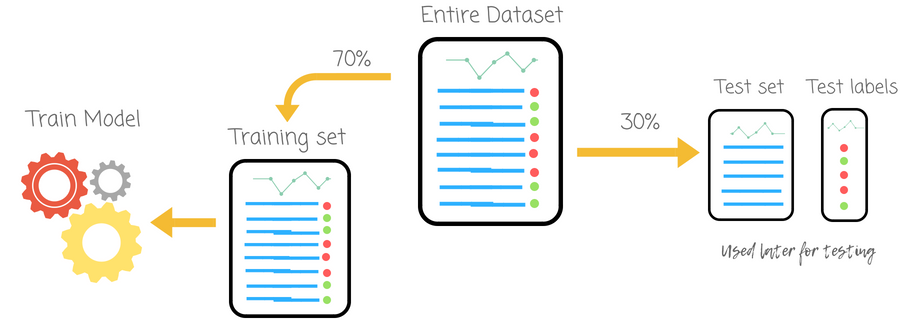 Entire Dataset
70%
Test set
Test labels
Train Model
30%
Training set
Used later for testing